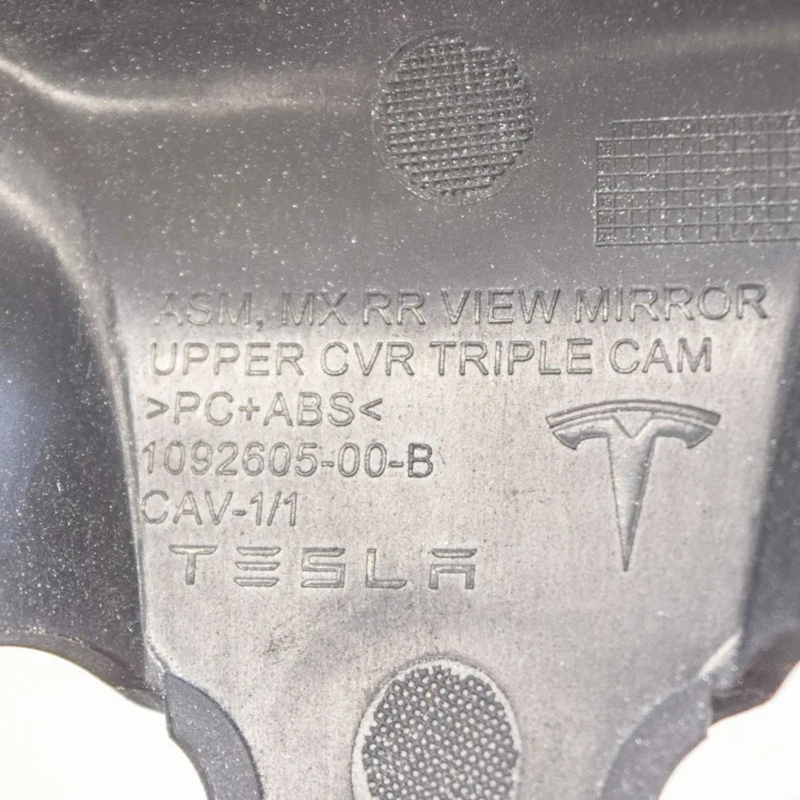 ASM, MX RR VIEW MIRROR
UPPER CVR TRIPLE CAM
>PC+ABS<
1092605-00-B
CAV-1/1
TESLA